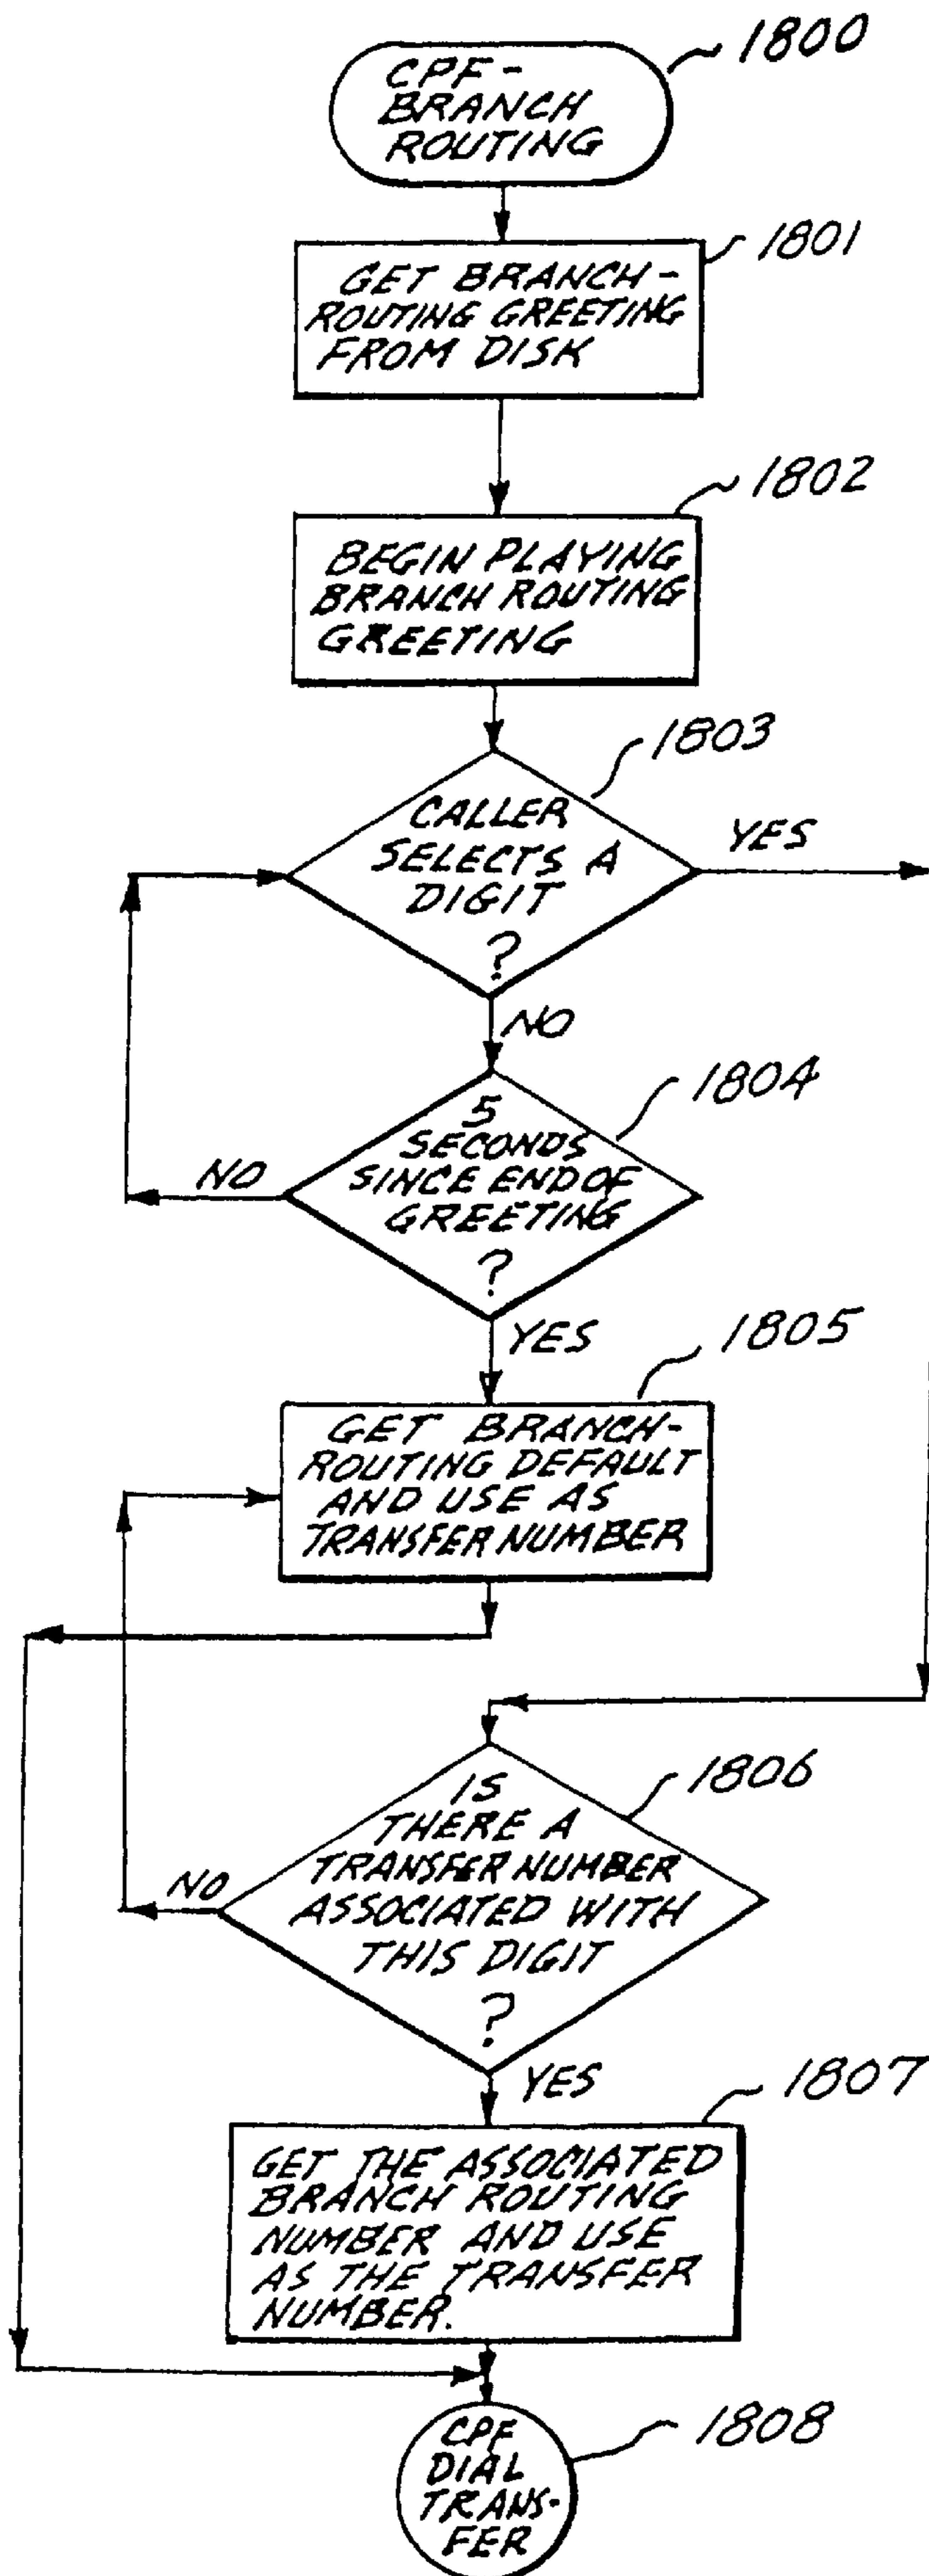 1800
CPF-
BRANCH
ROUTING
1801
GET BRANCH-
ROUTING GREETING
FROM DISK
1802
BEGIN PLAYING
BRANCH ROUTING
GREETING
1803
CALLER
SELECTS A
DIGIT
?
YES
NO
1804
5
SECONDS
SINCE END OF
GREETING
?
NO
YES
1805
GET BRANCH-
ROUTING DEFAULT
AND USE AS
TRANSFER NUMBER
1806
IS
THERE A
TRANSFER NUMBER
ASSOCIATED WITH
THIS DIGIT
?
NO
YES
1807
GET THE ASSOCIATED
BRANCH ROUTING
NUMBER AND USE
AS THE TRANSFER
NUMBER.
1808
CPF
DIAL
TRANS-
FER